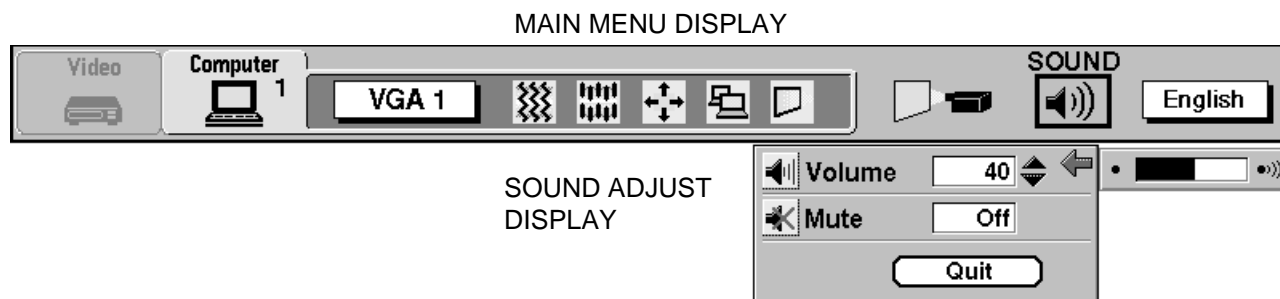 MAIN MENU DISPLAY
Video
Computer
1
VGA 1
SOUND
English
SOUND ADJUST
DISPLAY
Volume 40
Mute Off
Quit